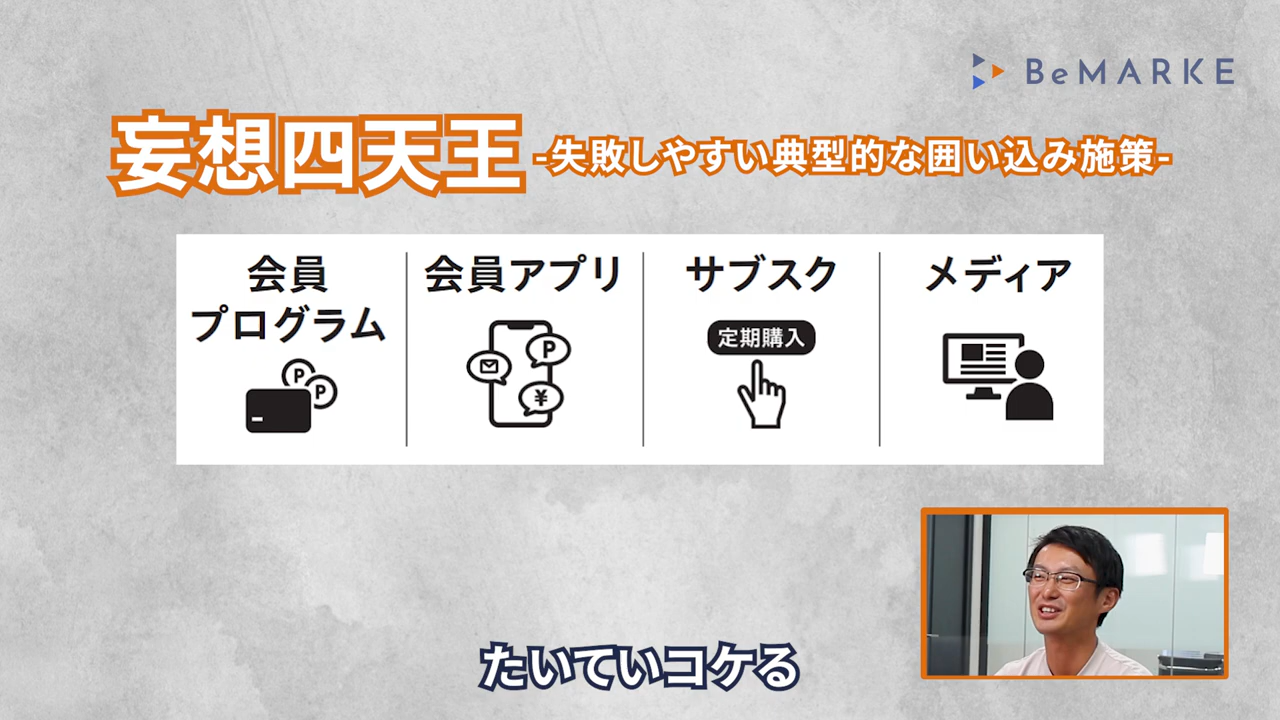 BeMARKE
妄想四天王 -失敗しやすい典型的な囲い込み施策-
会員
プログラム
P
P
会員アプリ
P
¥
サブスク
定期購入
メディア
たいていコケる